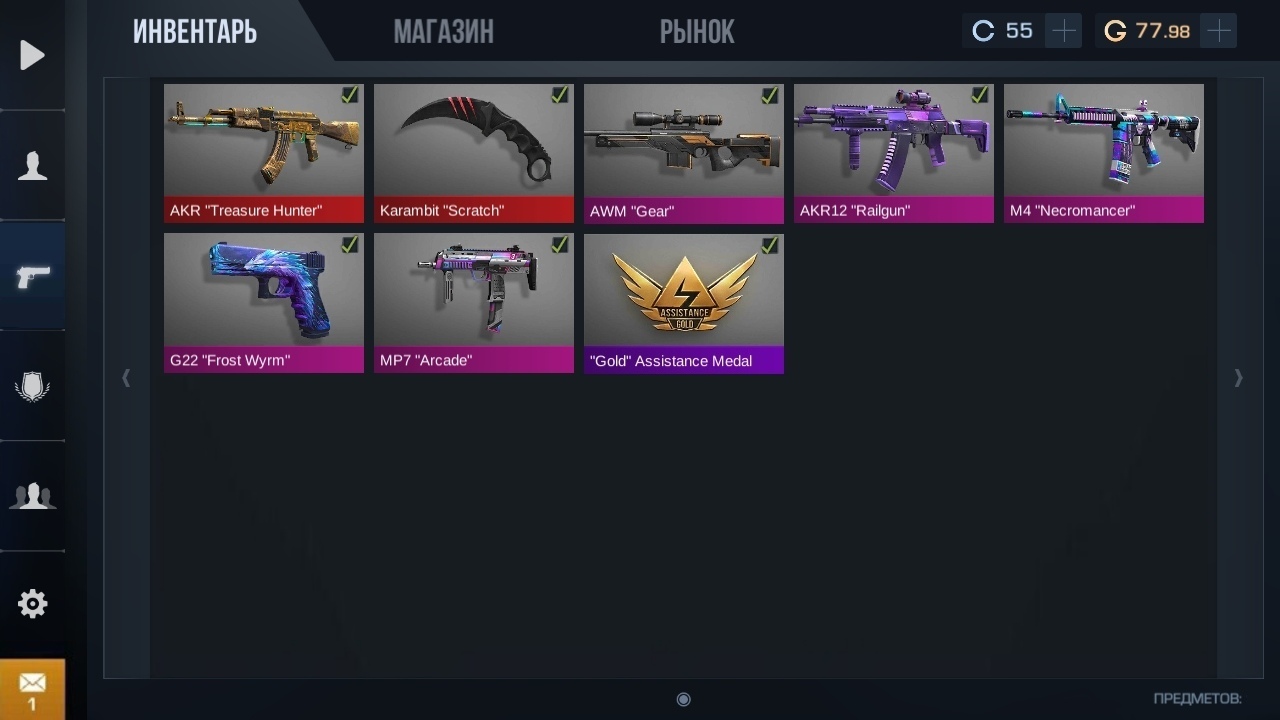 ИНВЕНТАРЬ
МАГАЗИН
РЫНОК
55
77.98
AKR "Treasure Hunter"
Karambit "Scratch"
AWM "Gear"
AKR12 "Railgun"
M4 "Necromancer"
ASSISTANCE
GOLD
G22 "Frost Wyrm"
MP7 "Arcade"
"Gold" Assistance Medal
1
ПРЕДМЕТОВ: